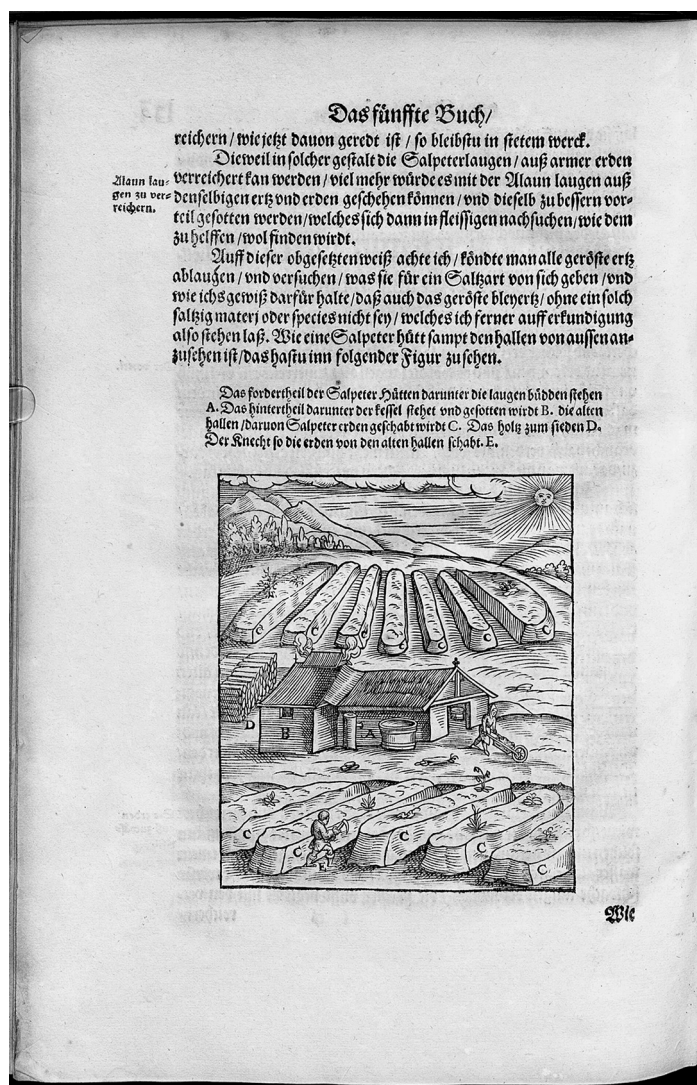 Das fünffte Buch/
reichern / wie jetzt dauon geredt ist / so bleibstu in stetem werck.
Dieweil in solcher gestalt die Salpeterlaugen / auß armer erden
Alaun lau-
gen zu ver-
reichern.
verreichert kan werden / viel mehr würde es mit der Alaun laugen auß
denselbigen ertz vnd erden geschehen können / vnd dieselb zu bessern vor-
teil gesotten werden / welches sich dann in fleissigen nachsuchen / wie dem
zu helffen / wol finden wirdt.
Auff dieser obgesetzten weiß achte ich / köndte man alle geröste ertz
ablaugen / vnd versuchen / was sie für ein Saltzart von sich geben / vnd
wie ichs gewiß darfür halte / daß auch das geröste bleyertz / ohne ein solch
saltzig materj oder species nicht sey / welches ich ferner auff erkundigung
also stehen laß. Wie eine Salpeter hütt sampt den hallen von aussen an-
zusehen ist / das hastu inn folgender Figur zu sehen.
Das fordertheil der Salpeter Hütten darunter die laugen büdden stehen
A. Das hintertheil darunter der kessel stehet vnd gesotten wirdt B. die alten
hallen / daruon Salpeter erden geschabt wirdt C. Das holtz zum sieden D.
Der Knecht so die erden von den alten hallen schabt. E.
C C C C C C C
D B A
C C C C C
E
Wie